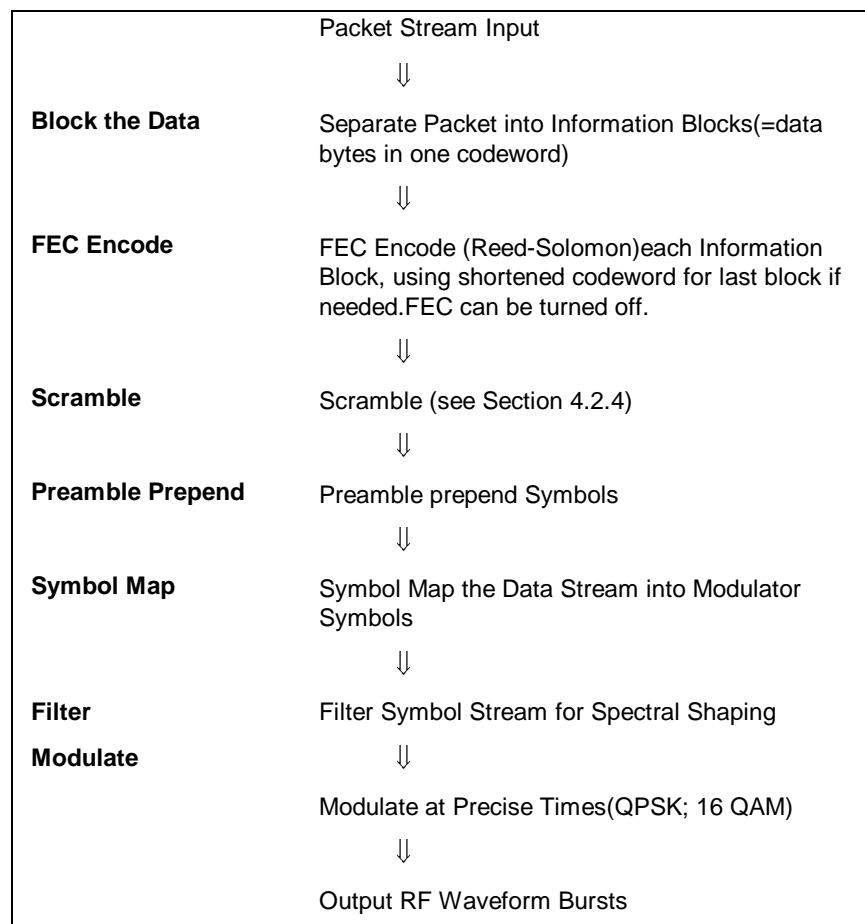 Packet Stream Input
⇓
Block the Data Separate Packet into Information Blocks(=data
bytes in one codeword)
⇓
FEC Encode FEC Encode (Reed-Solomon)each Information
Block, using shortened codeword for last block if
needed.FEC can be turned off.
⇓
Scramble Scramble (see Section 4.2.4)
⇓
Preamble Prepend Preamble prepend Symbols
⇓
Symbol Map Symbol Map the Data Stream into Modulator
Symbols
⇓
Filter Filter Symbol Stream for Spectral Shaping
Modulate ⇓
Modulate at Precise Times(QPSK; 16 QAM)
⇓
Output RF Waveform Bursts